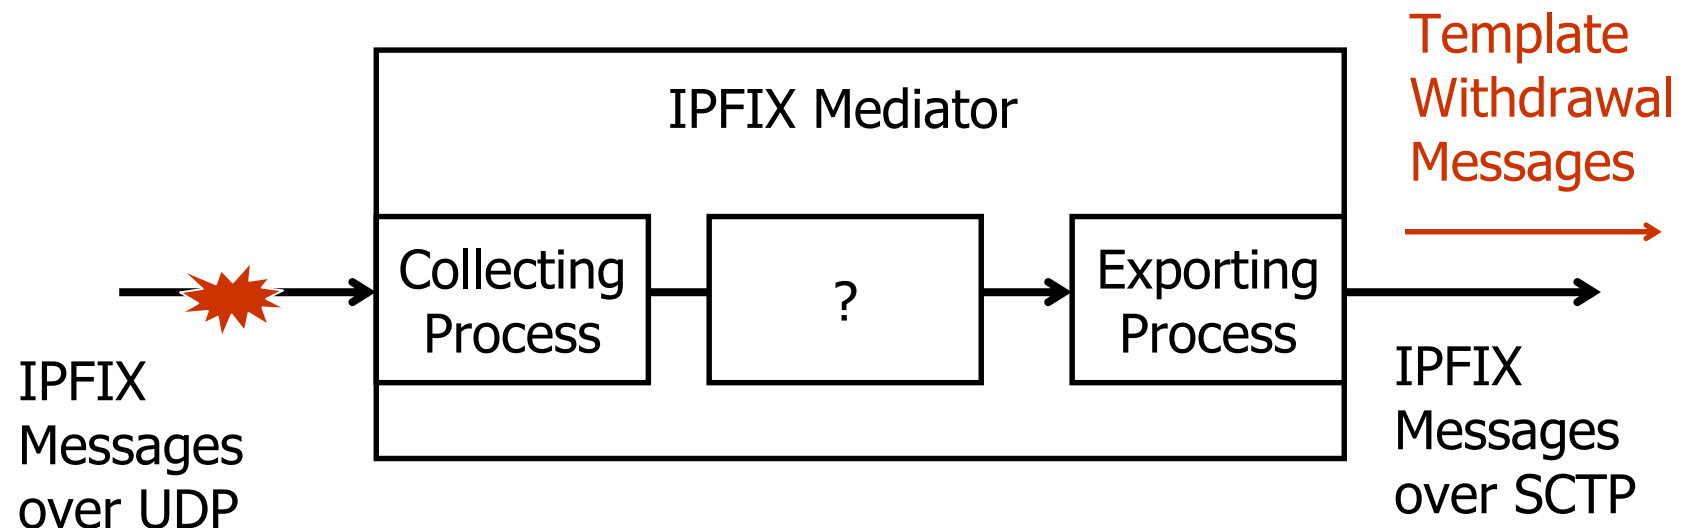 Template
Withdrawal
Messages
IPFIX Mediator
Collecting
Process
?
Exporting
Process
IPFIX
Messages
over UDP
IPFIX
Messages
over SCTP